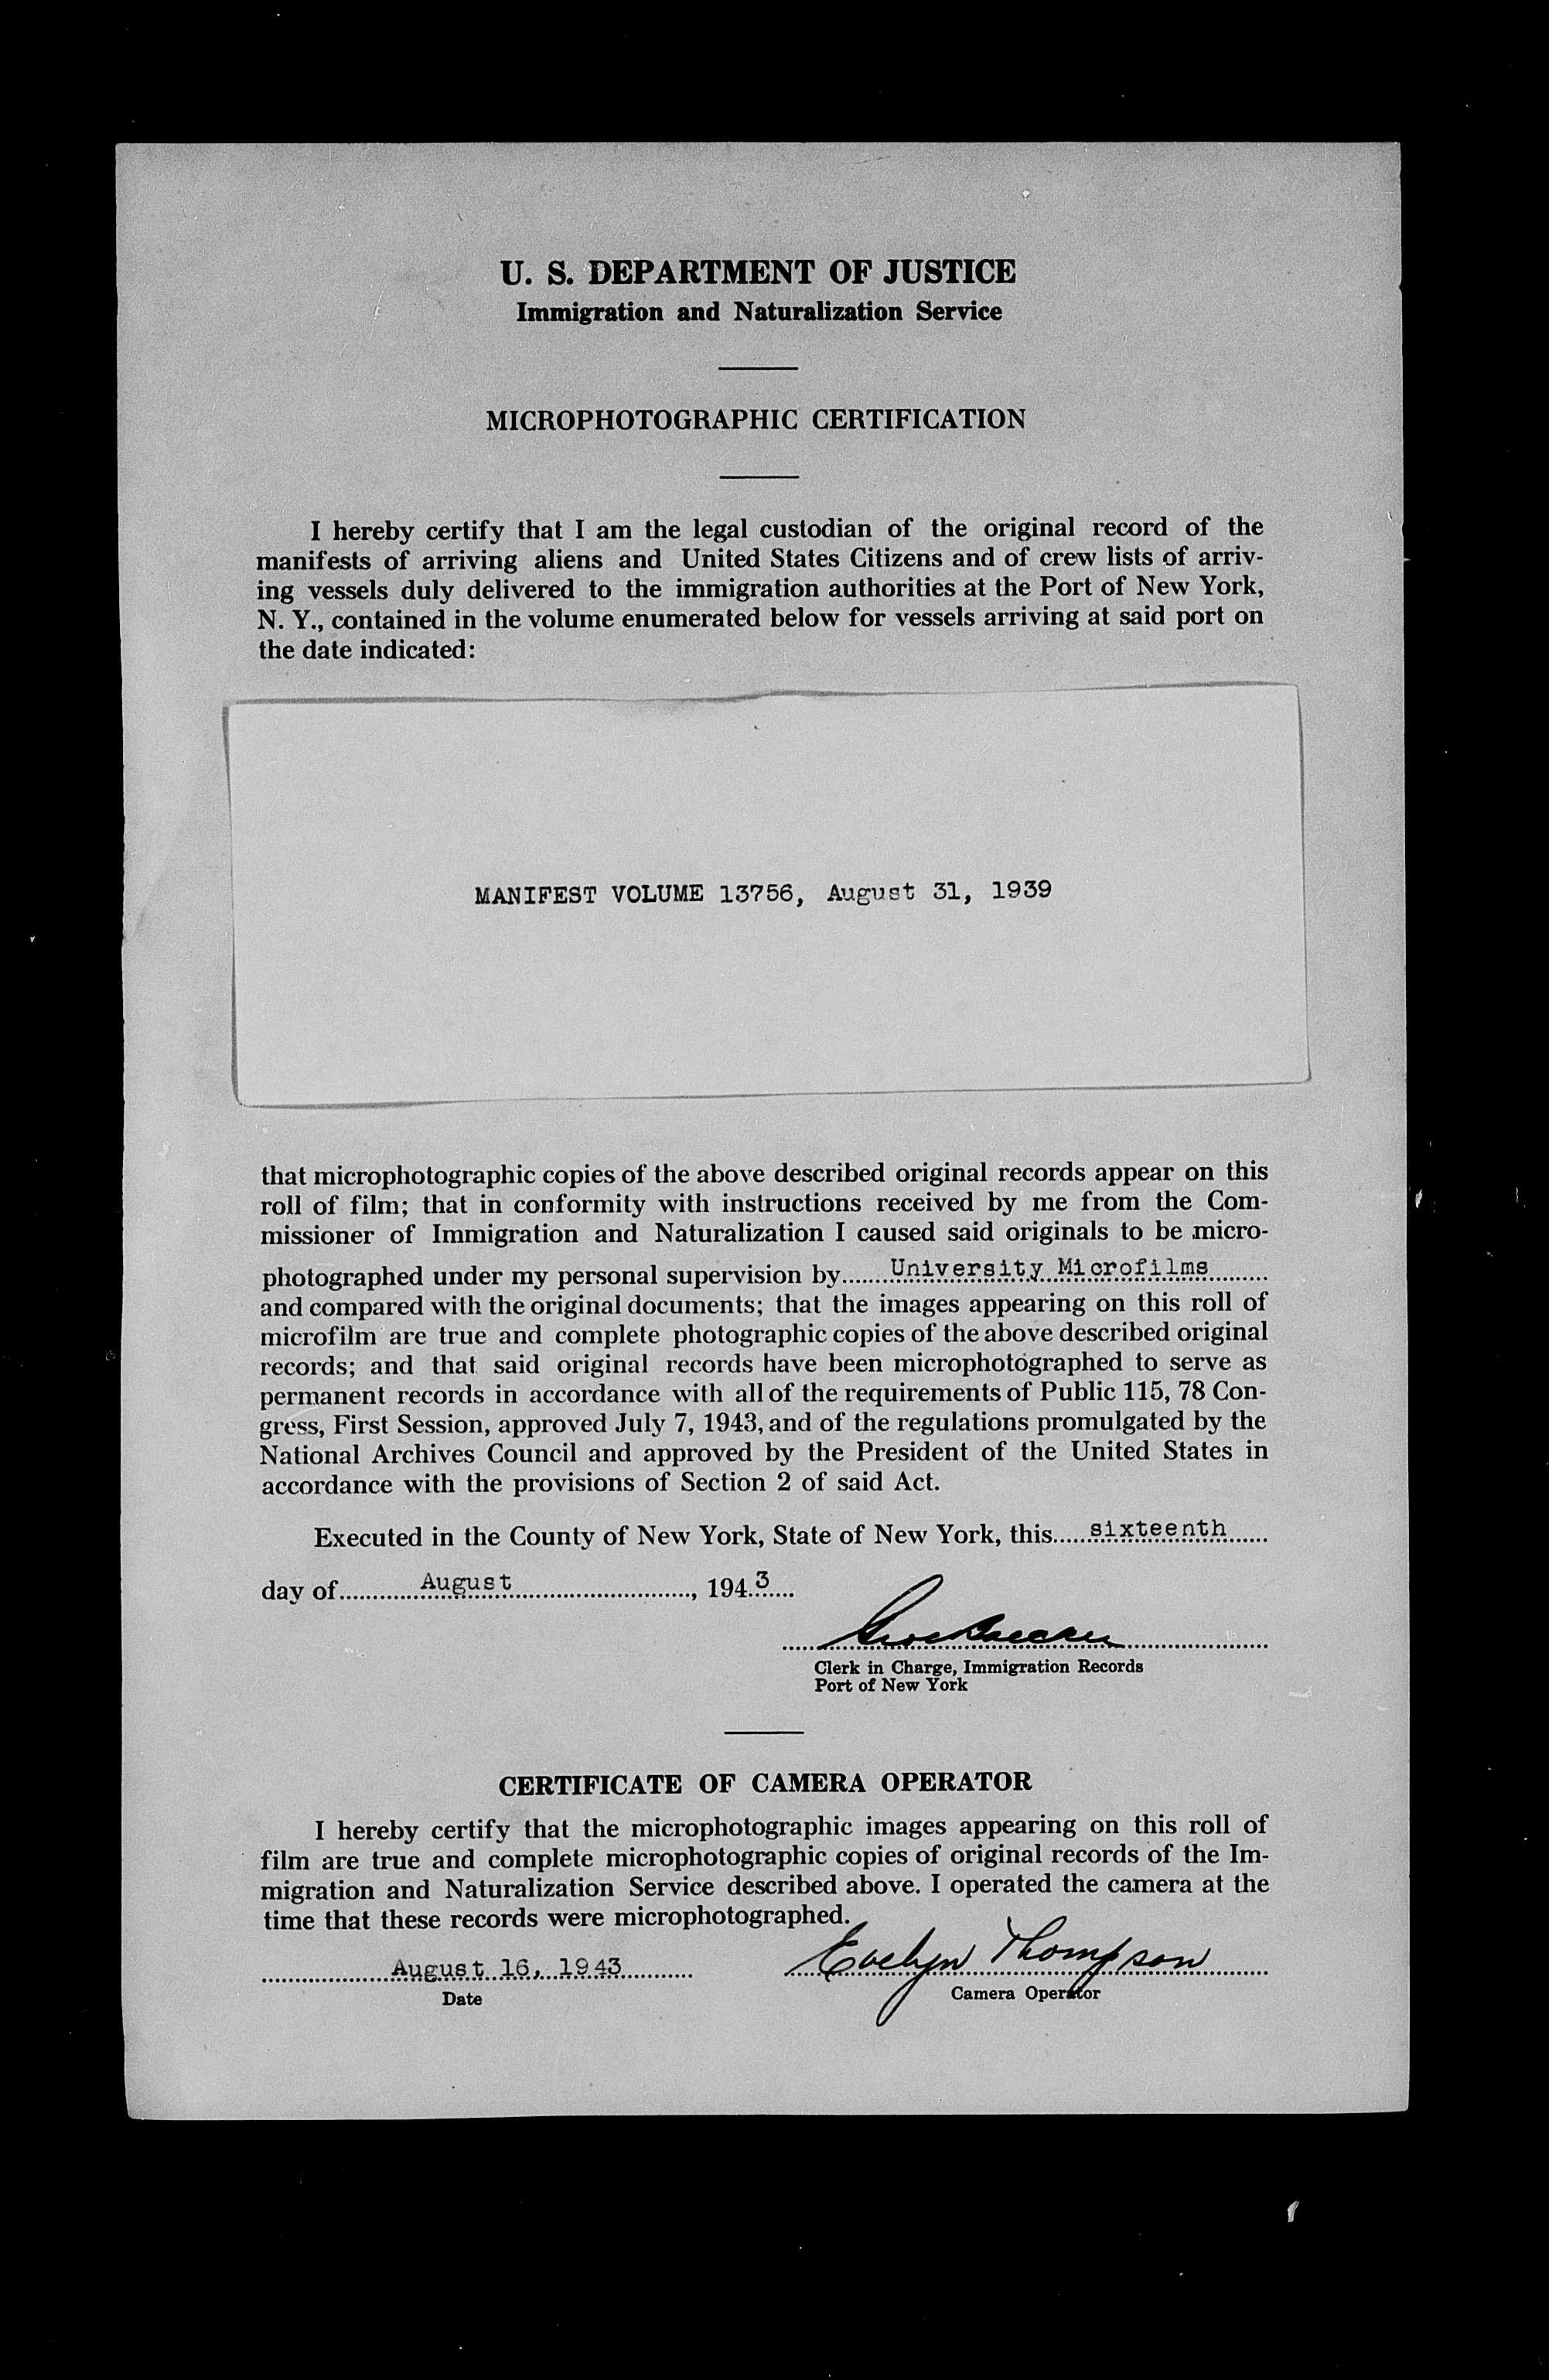 U. S. DEPARTMENT OF JUSTICE
Immigration and Naturalization Service
MICROPHOTOGRAPHIC CERTIFICATION
I hereby certify that I am the legal custodian of the original record of the
manifests of arriving aliens and United States Citizens and of crew lists of arriv-
ing vessels duly delivered to the immigration authorities at the Port of New York,
N. Y., contained in the volume enumerated below for vessels arriving at said port on
the date indicated:
MANIFEST VOLUME 13756, August 31, 1939
that microphotographic copies of the above described original records appear on this
roll of film; that in conformity with instructions received by me from the Com-
missioner of Immigration and Naturalization I caused said originals to be micro-
photographed under my personal supervision by University Microfilms
and compared with the original documents; that the images appearing on this roll of
microfilm are true and complete photographic copies of the above described original
records; and that said original records have been microphotographed to serve as
permanent records in accordance with all of the requirements of Public 115, 78 Con-
gress, First Session, approved July 7, 1943, and of the regulations promulgated by the
National Archives Council and approved by the President of the United States in
accordance with the provisions of Section 2 of said Act.
Executed in the County of New York, State of New York, this sixteenth
day of August, 1943
Clerk in Charge, Immigration Records
Port of New York
CERTIFICATE OF CAMERA OPERATOR
I hereby certify that the microphotographic images appearing on this roll of
film are true and complete microphotographic copies of original records of the Im-
migration and Naturalization Service described above. I operated the camera at the
time that these records were microphotographed.
August 16, 1943 Evelyn Thompson
Date Camera Operator